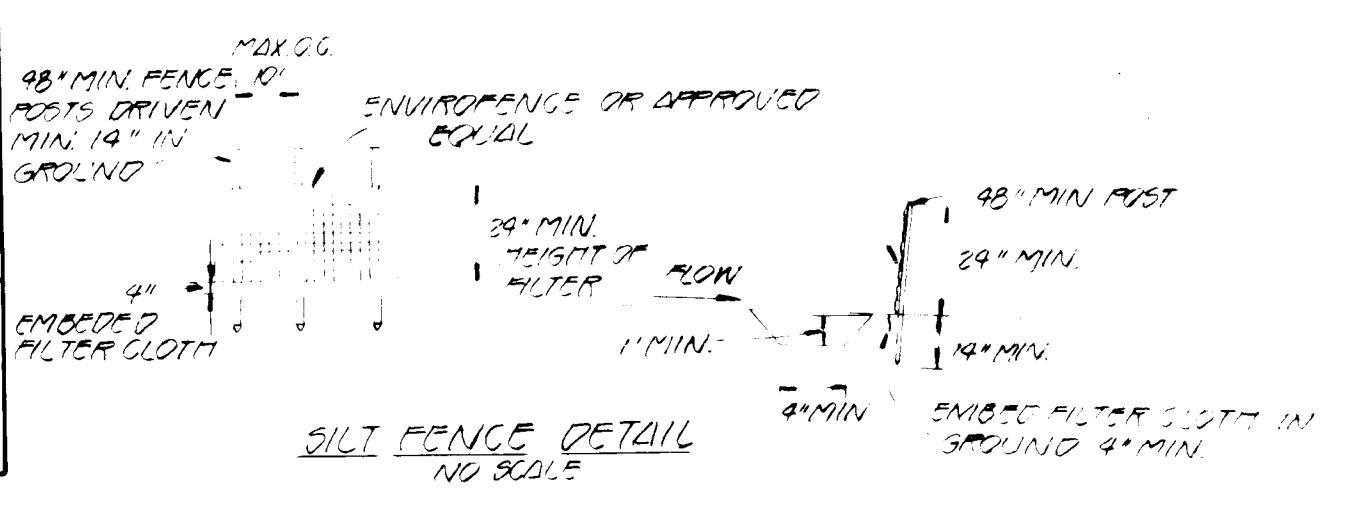 MAX. O.C.
48" MIN. FENCE 10'
POSTS DRIVEN
MIN. 14" IN
GROUND
ENVIROFENCE OR APPROVED
EQUAL
24" MIN.
HEIGHT OF
FILTER
4"
EMBEDED
FILTER CLOTH
FLOW
1' MIN.
48" MIN POST
24" MIN.
14" MIN.
4" MIN
EMBED FILTER CLOTH IN
GROUND 4" MIN.
SILT FENCE DETAIL
NO SCALE